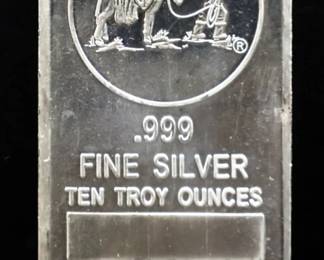 ®
.999
FINE SILVER
TEN TROY OUNCES